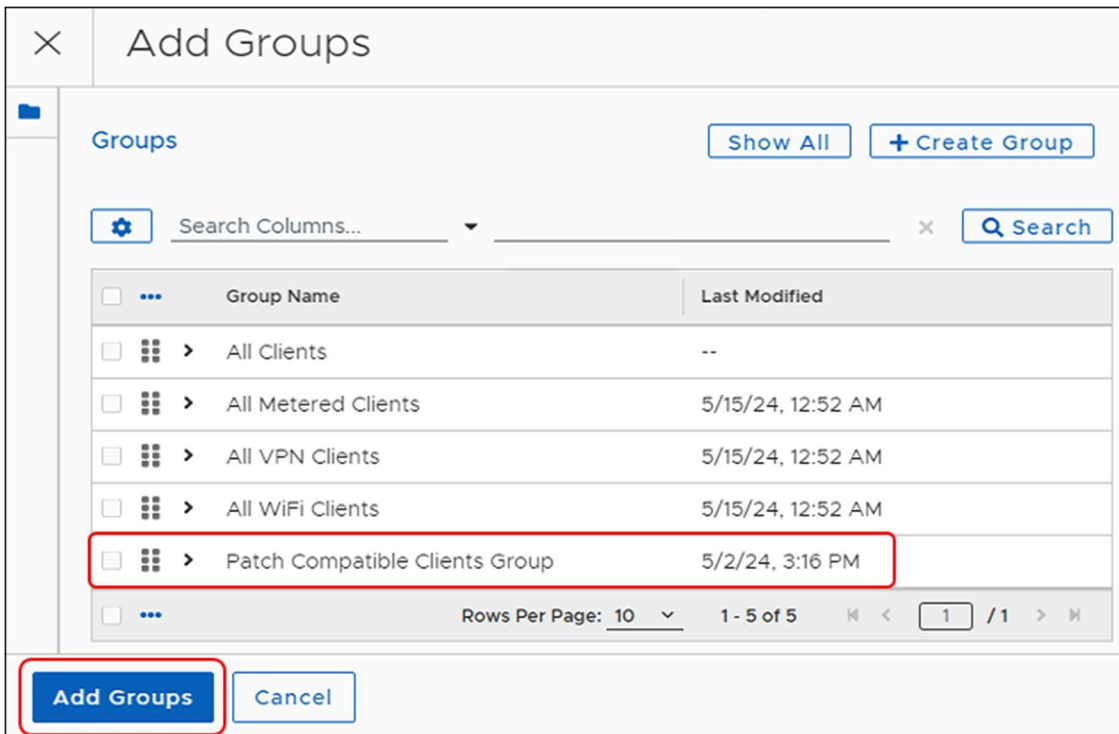 Add Groups
Groups Show All + Create Group
Search Columns... Search
Group Name Last Modified
All Clients --
All Metered Clients 5/15/24, 12:52 AM
All VPN Clients 5/15/24, 12:52 AM
All WiFi Clients 5/15/24, 12:52 AM
Patch Compatible Clients Group 5/2/24, 3:16 PM
Rows Per Page: 10 1 - 5 of 5 1 / 1
Add Groups Cancel